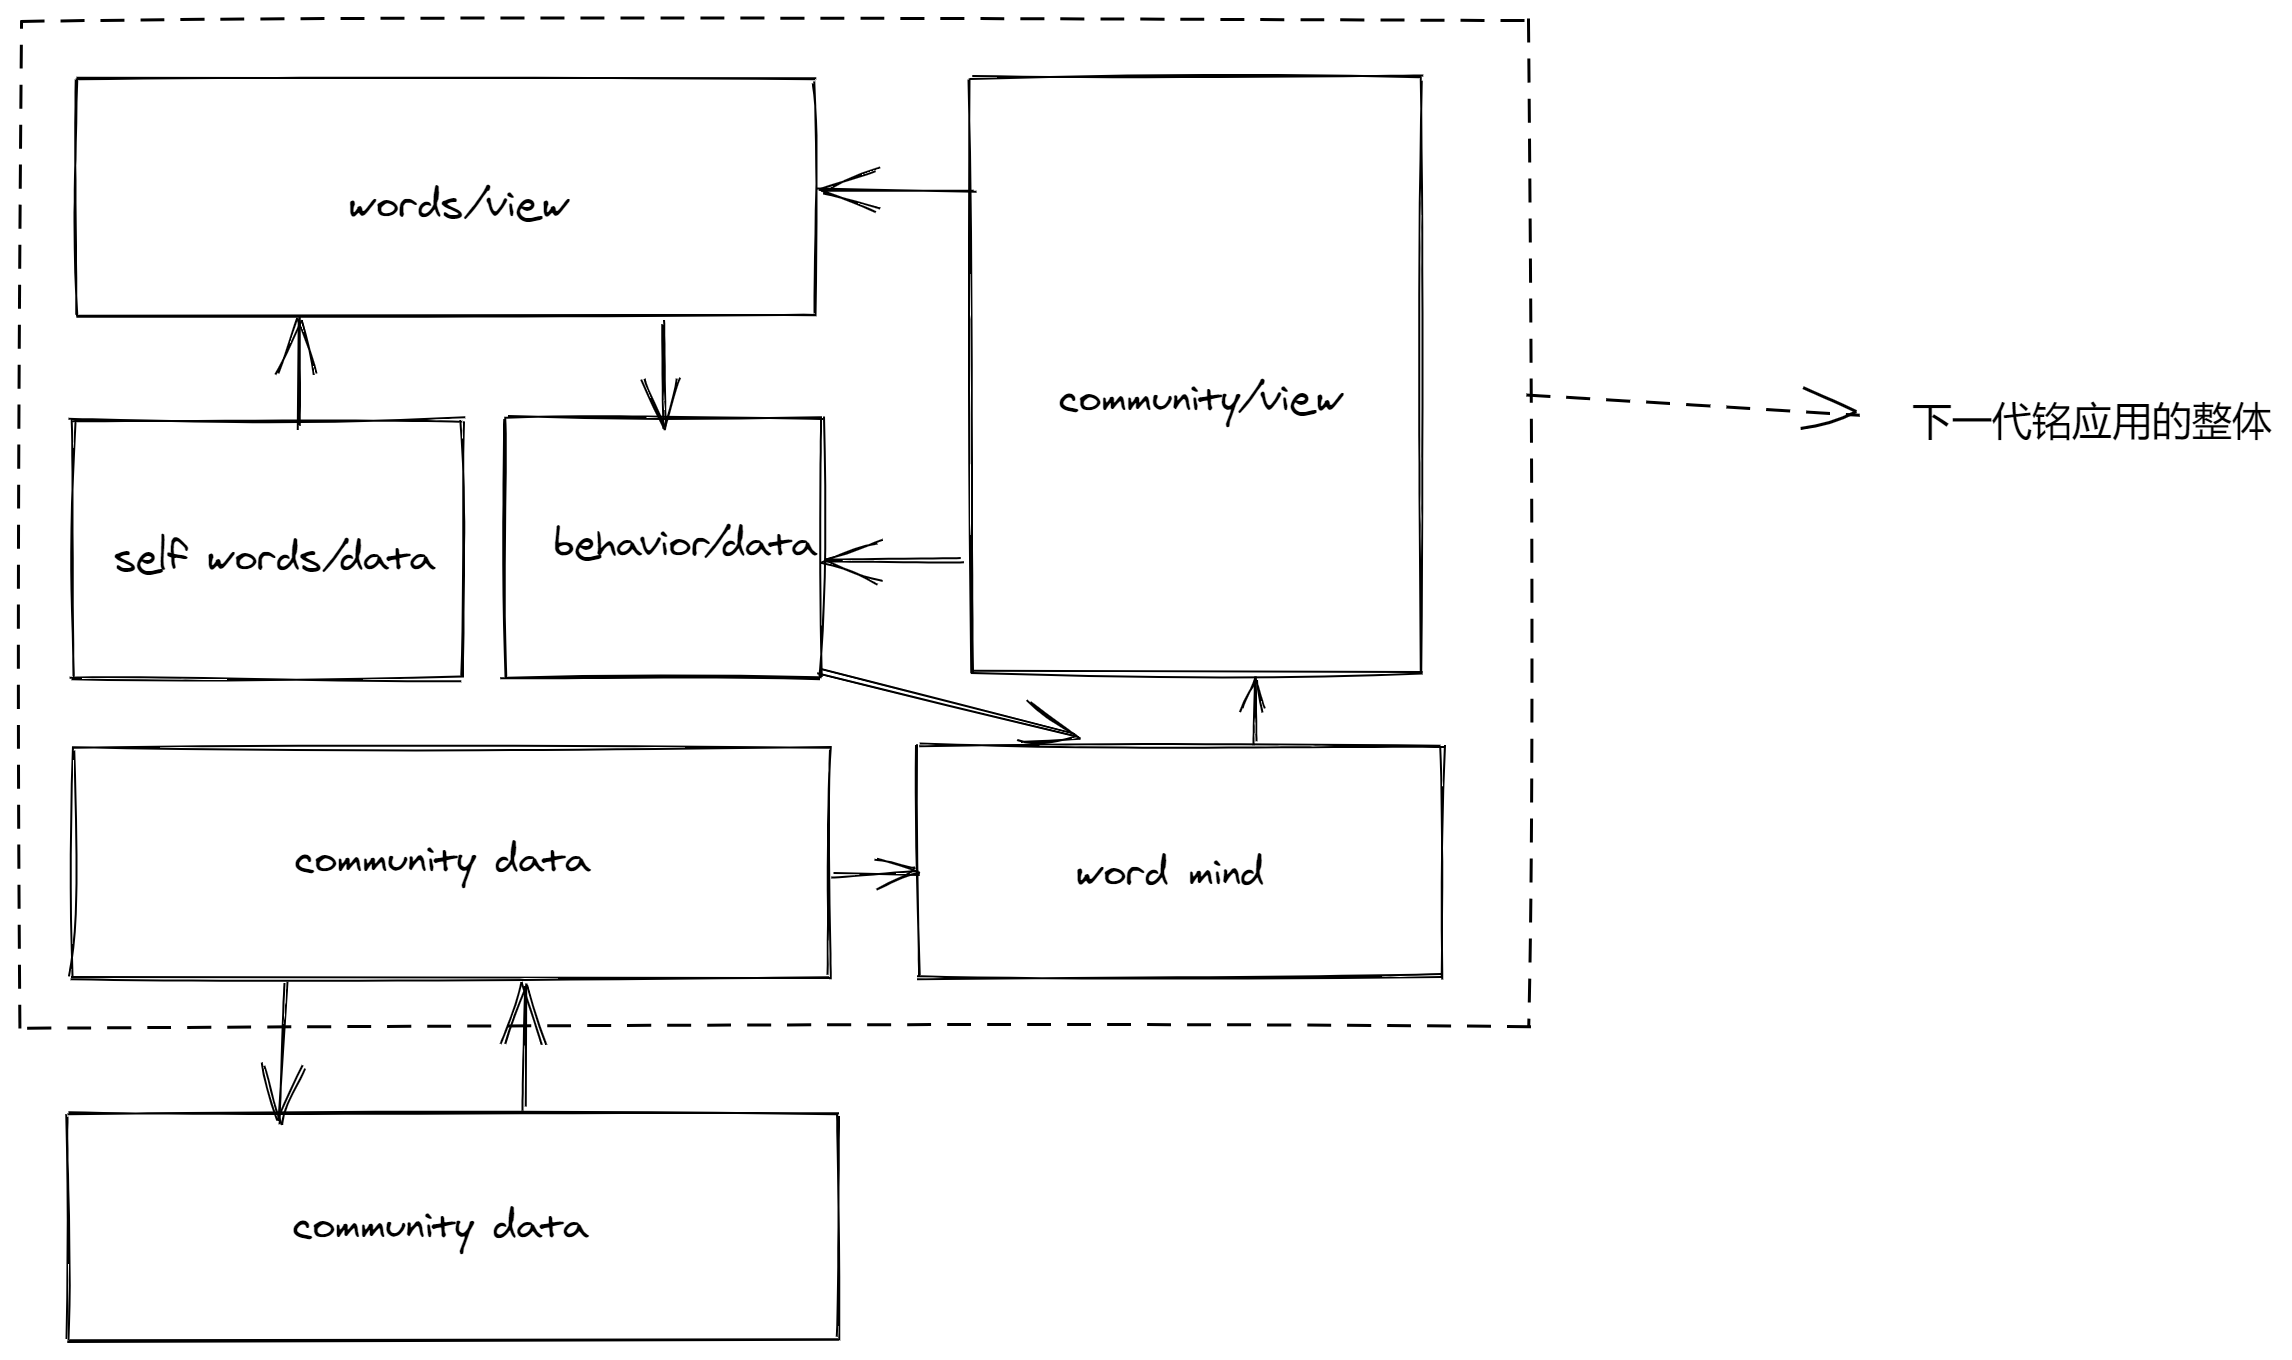 words/view
community/view
下一代铭应用的整体
self words/data
behavior/data
community data
word mind
community data